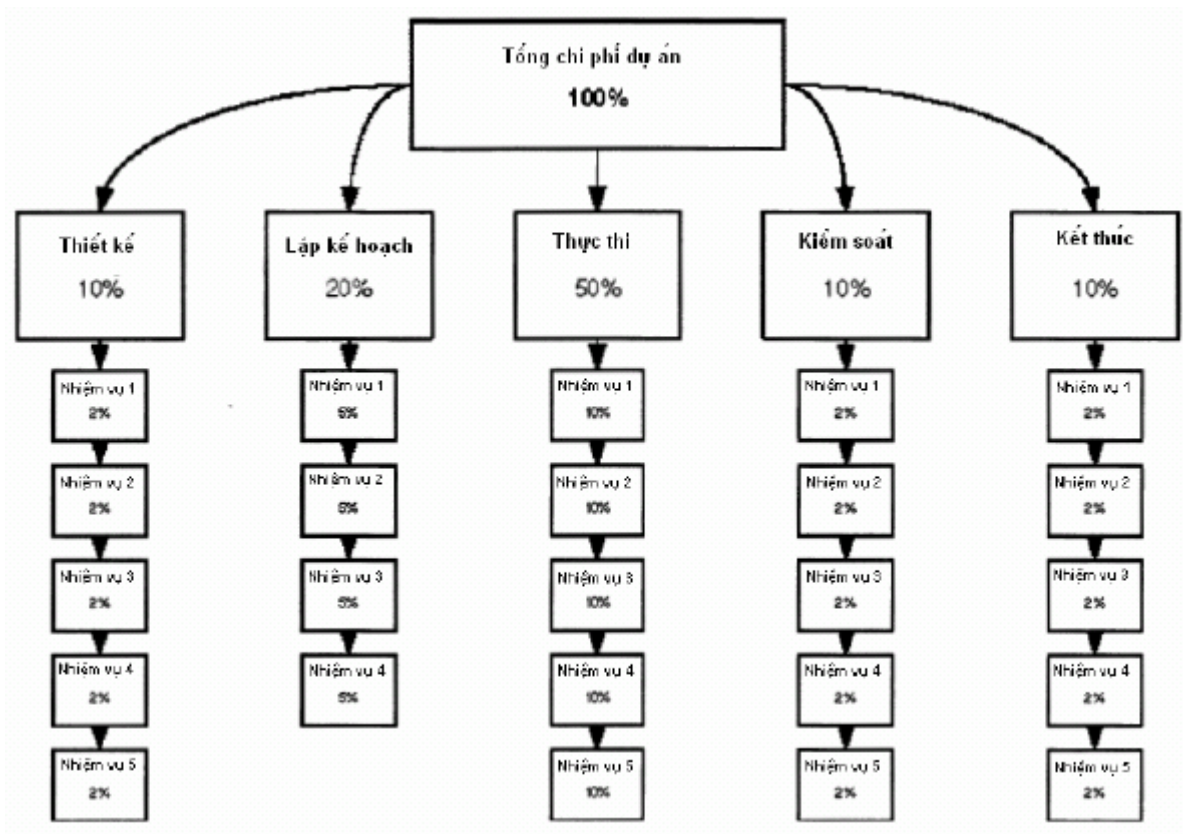 Tổng chi phí dự án
100%
Thiết kế
10%
Lập kế hoạch
20%
Thực thi
50%
Kiểm soát
10%
Kết thúc
10%
Nhiệm vụ 1
2%
Nhiệm vụ 2
2%
Nhiệm vụ 3
2%
Nhiệm vụ 4
2%
Nhiệm vụ 5
2%
Nhiệm vụ 1
5%
Nhiệm vụ 2
5%
Nhiệm vụ 3
5%
Nhiệm vụ 4
5%
Nhiệm vụ 1
10%
Nhiệm vụ 2
10%
Nhiệm vụ 3
10%
Nhiệm vụ 4
10%
Nhiệm vụ 5
10%
Nhiệm vụ 1
2%
Nhiệm vụ 2
2%
Nhiệm vụ 3
2%
Nhiệm vụ 4
2%
Nhiệm vụ 5
2%
Nhiệm vụ 1
2%
Nhiệm vụ 2
2%
Nhiệm vụ 3
2%
Nhiệm vụ 4
2%
Nhiệm vụ 5
2%